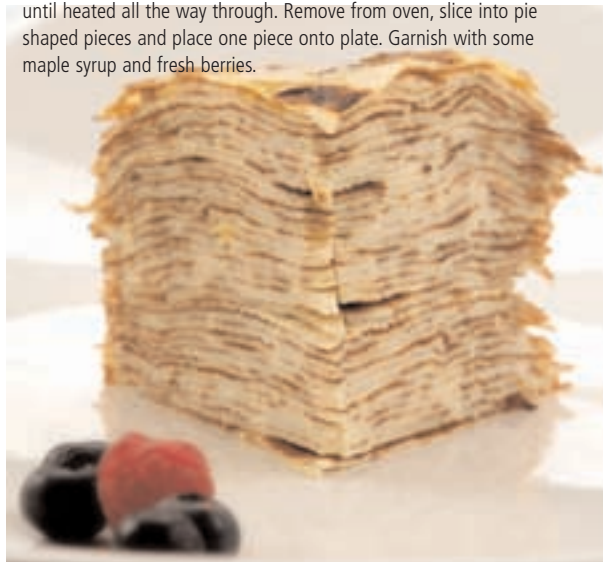 until heated all the way through. Remove from oven, slice into pie
shaped pieces and place one piece onto plate. Garnish with some
maple syrup and fresh berries.